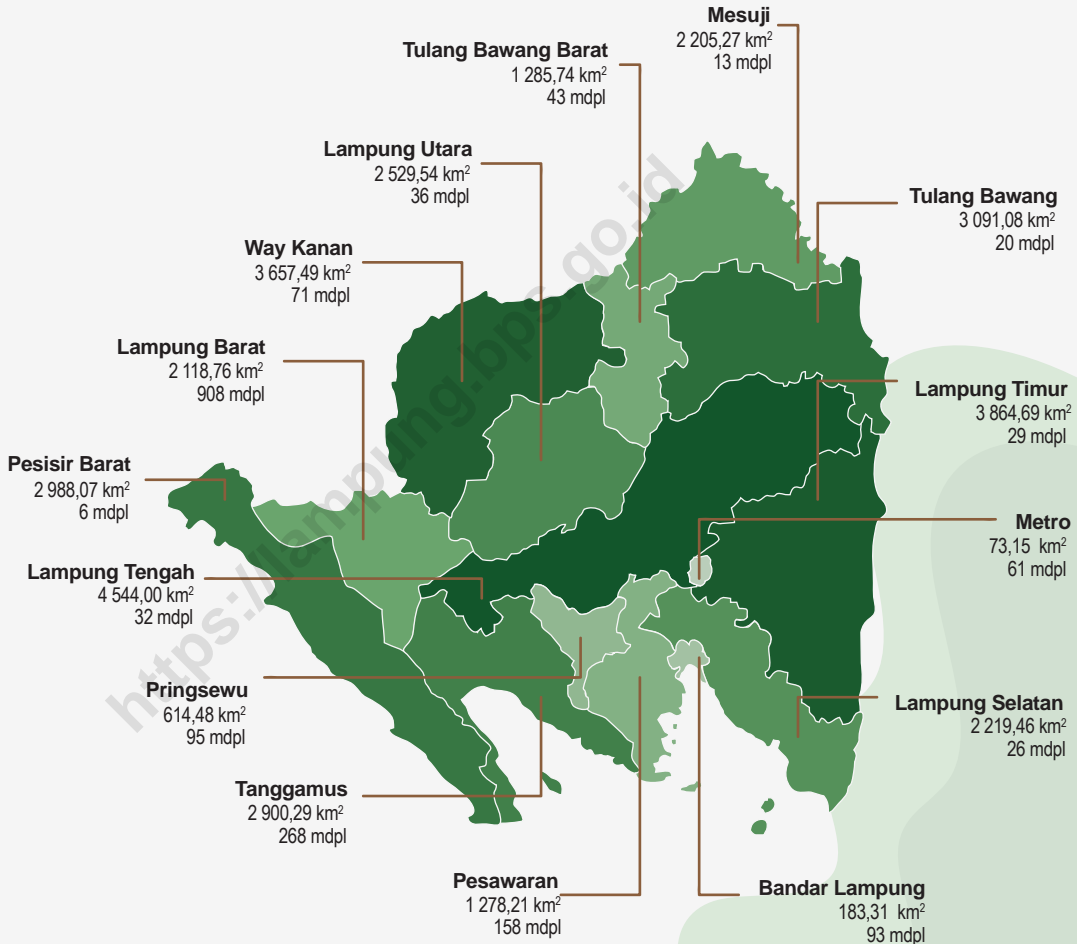 Mesuji
2 205,27 km²
13 mdpl
Tulang Bawang Barat
1 285,74 km²
43 mdpl
Lampung Utara
2 529,54 km²
36 mdpl
Tulang Bawang
3 091,08 km²
20 mdpl
Way Kanan
3 657,49 km²
71 mdpl
Lampung Barat
2 118,76 km²
908 mdpl
Lampung Timur
3 864,69 km²
29 mdpl
Pesisir Barat
2 988,07 km²
6 mdpl
Metro
73,15 km²
61 mdpl
Lampung Tengah
4 544,00 km²
32 mdpl
Pringsewu
614,48 km²
95 mdpl
Lampung Selatan
2 219,46 km²
26 mdpl
Tanggamus
2 900,29 km²
268 mdpl
Pesawaran
1 278,21 km²
158 mdpl
Bandar Lampung
183,31 km²
93 mdpl
https://lampung.bps.go.id